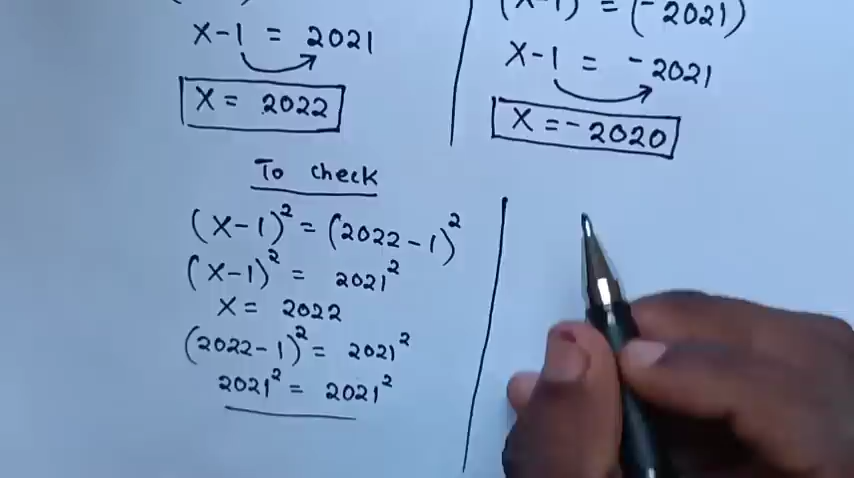 x-1 = 2021
x = 2022
(x-1) = (-2021)
x-1 = -2021
x = -2020
To check
(x-1)² = (2022-1)²
(x-1)² = 2021²
x = 2022
(2022-1)² = 2021²
2021² = 2021²